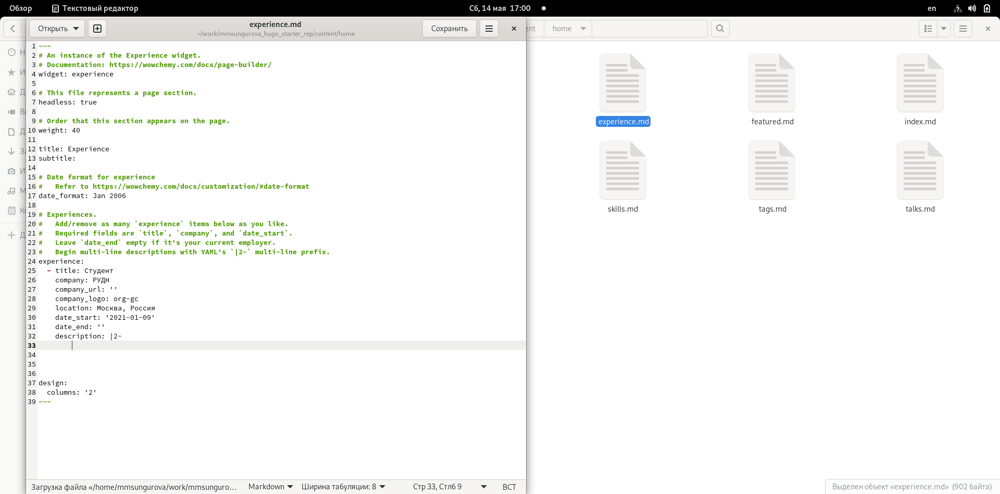 Обзор
Текстовый редактор
Сб, 14 мая 17:00
en
Открыть
experience.md
~/work/mmsungurova_hugo_starter_rep/content/home
Сохранить
home
1 ---
2 # An instance of the Experience widget.
3 # Documentation: https://wowchemy.com/docs/page-builder/
4 widget: experience
5
6 # This file represents a page section.
7 headless: true
8
9 # Order that this section appears on the page.
10 weight: 40
11
12 title: Experience
13 subtitle:
14
15 # Date format for experience
16 #   Refer to https://wowchemy.com/docs/customization/#date-format
17 date_format: Jan 2006
18
19 # Experiences.
20 #   Add/remove as many `experience` items below as you like.
21 #   Required fields are `title`, `company`, and `date_start`.
22 #   Leave `date_end` empty if it's your current employer.
23 #   Begin multi-line descriptions with YAML's `|2-` multi-line prefix.
24 experience:
25   - title: Студент
26     company: РУДН
27     company_url: ''
28     company_logo: org-gc
29     location: Москва, Россия
30     date_start: '2021-01-09'
31     date_end: ''
32     description: |2-
33
34
35
36
37 design:
38   columns: '2'
39 ---
experience.md
featured.md
index.md
skills.md
tags.md
talks.md
Загрузка файла «/home/mmsungurova/work/mmsunguro…
Markdown
Ширина табуляции: 8
Стр 33, Стлб 9
ВСТ
Выделен объект «experience.md» (902 байта)